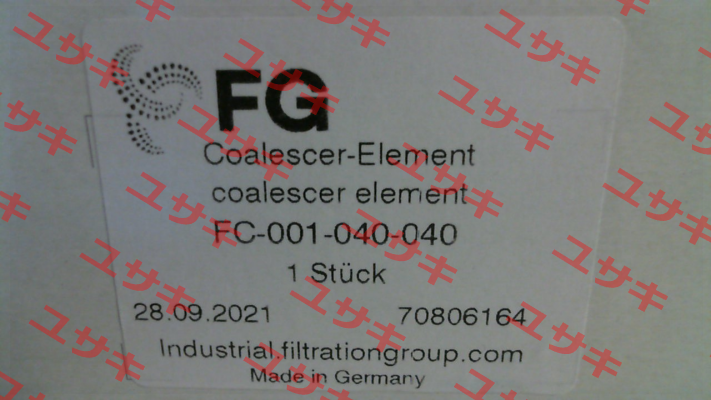 FG
Coalescer-Element
coalescer element
FC-001-040-040
1 Stück
28.09.2021 70806164
Industrial.filtrationgroup.com
Made in Germany
ユサキ